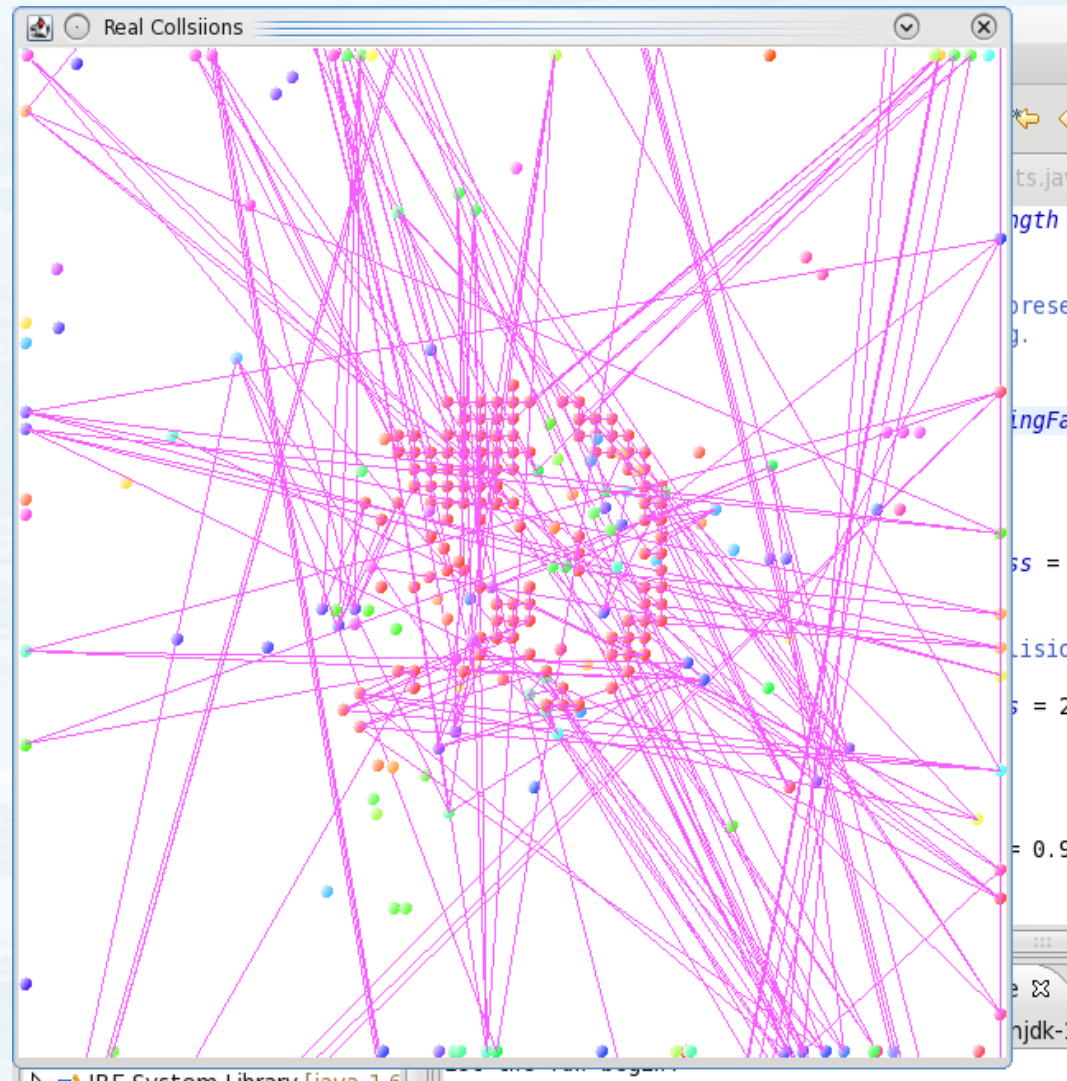 Real Collsiions
ts.jav
ngth
prese
g.
ingFa
ss =
lisio
s = 2
= 0.9
e
njdk-
JRE System Library [java-1.6